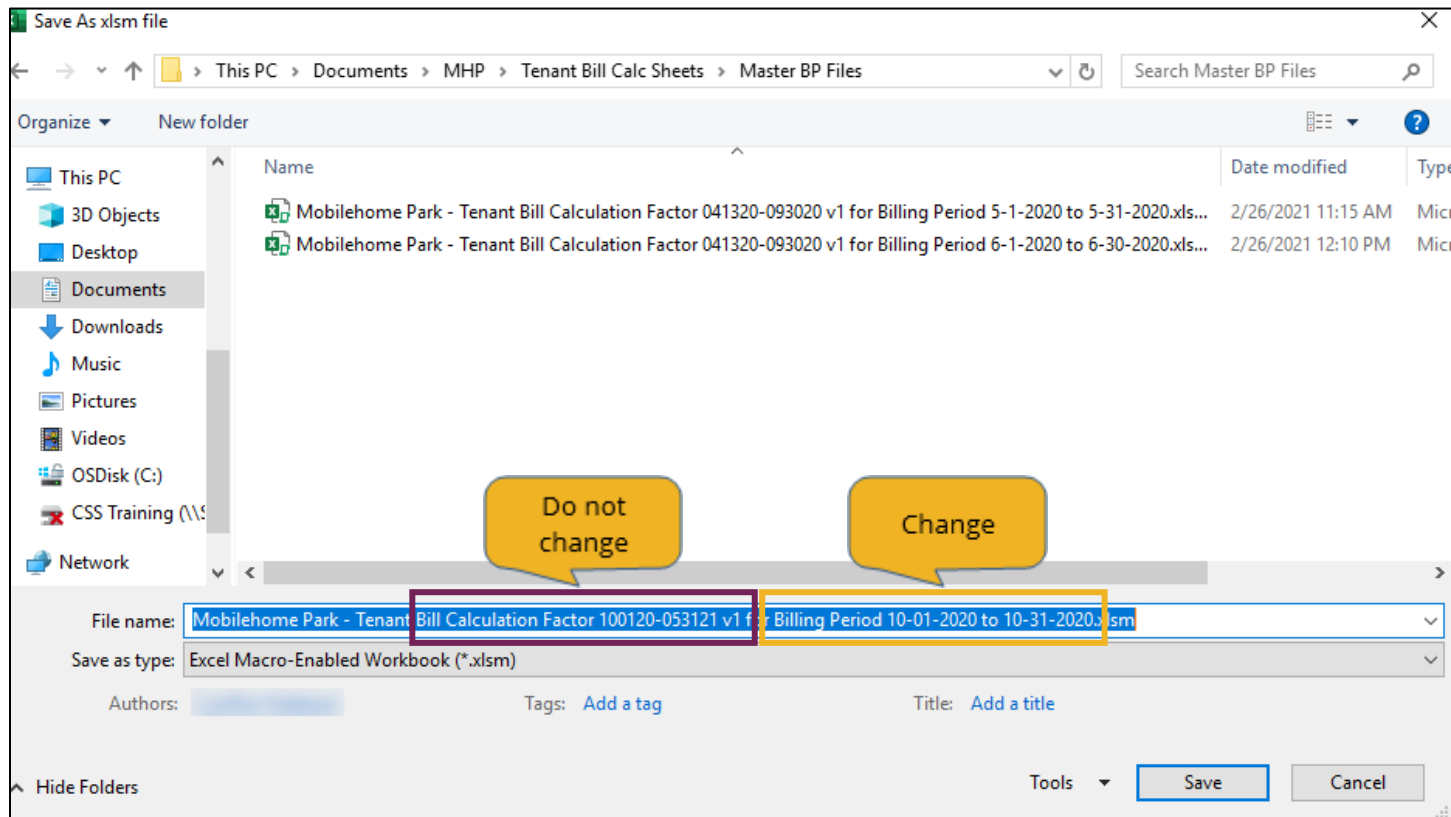 Save As xlsm file
This PC > Documents > MHP > Tenant Bill Calc Sheets > Master BP Files
Search Master BP Files
Organize
New folder
Name
Date modified
Type
This PC
3D Objects
Desktop
Documents
Downloads
Music
Pictures
Videos
OSDisk (C:)
CSS Training (\\S
Network
Mobilehome Park - Tenant Bill Calculation Factor 041320-093020 v1 for Billing Period 5-1-2020 to 5-31-2020.xls... 2/26/2021 11:15 AM Micr
Mobilehome Park - Tenant Bill Calculation Factor 041320-093020 v1 for Billing Period 6-1-2020 to 6-30-2020.xls... 2/26/2021 12:10 PM Micr
Do not
change
Change
File name: Mobilehome Park - Tenant Bill Calculation Factor 100120-053121 v1 for Billing Period 10-01-2020 to 10-31-2020.xlsm
Save as type: Excel Macro-Enabled Workbook (*.xlsm)
Authors:
Tags: Add a tag
Title: Add a title
Hide Folders
Tools
Save
Cancel